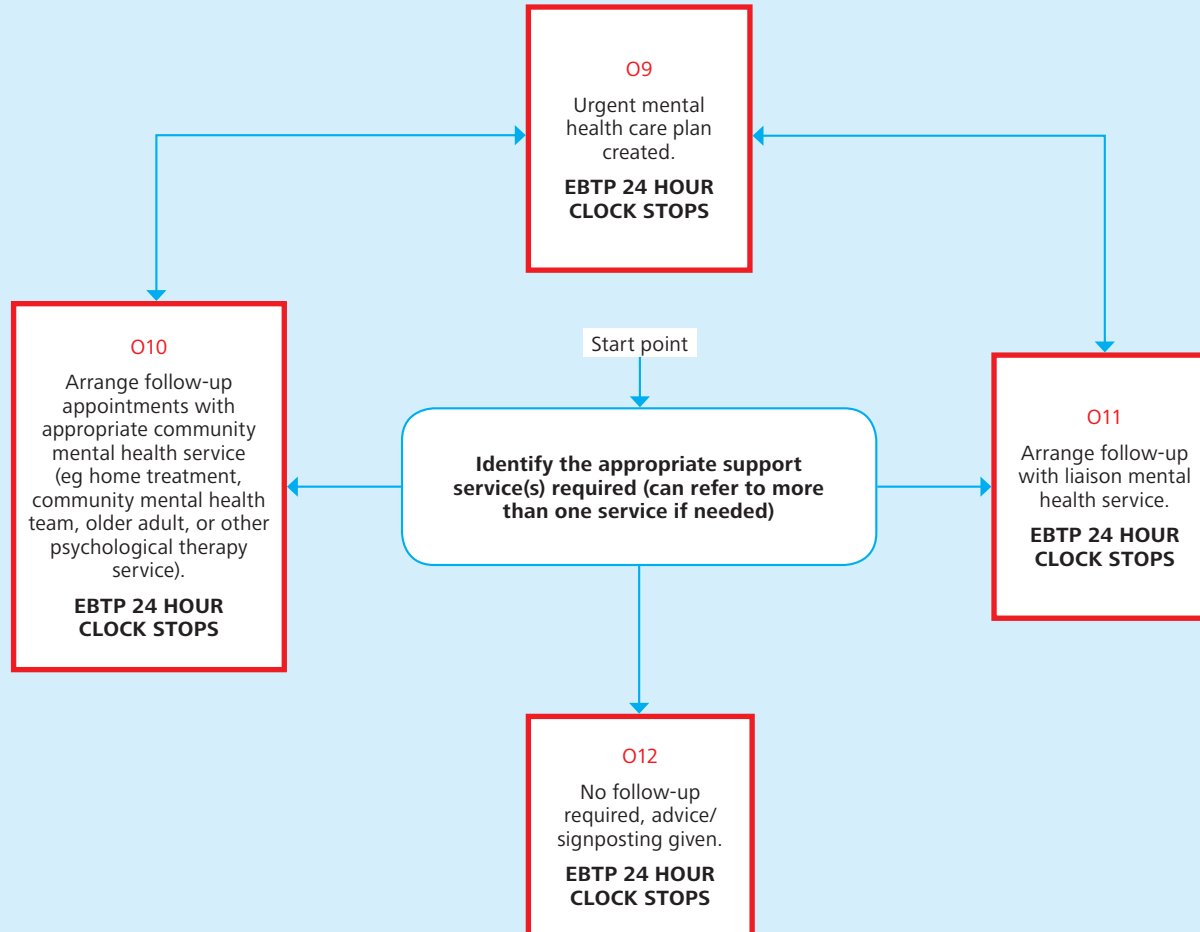 O9
Urgent mental
health care plan
created.
EBTP 24 HOUR
CLOCK STOPS
O10
Arrange follow-up
appointments with
appropriate community
mental health service
(eg home treatment,
community mental health
team, older adult, or other
psychological therapy
service).
EBTP 24 HOUR
CLOCK STOPS
Start point
Identify the appropriate support
service(s) required (can refer to more
than one service if needed)
O11
Arrange follow-up
with liaison mental
health service.
EBTP 24 HOUR
CLOCK STOPS
O12
No follow-up
required, advice/
signposting given.
EBTP 24 HOUR
CLOCK STOPS